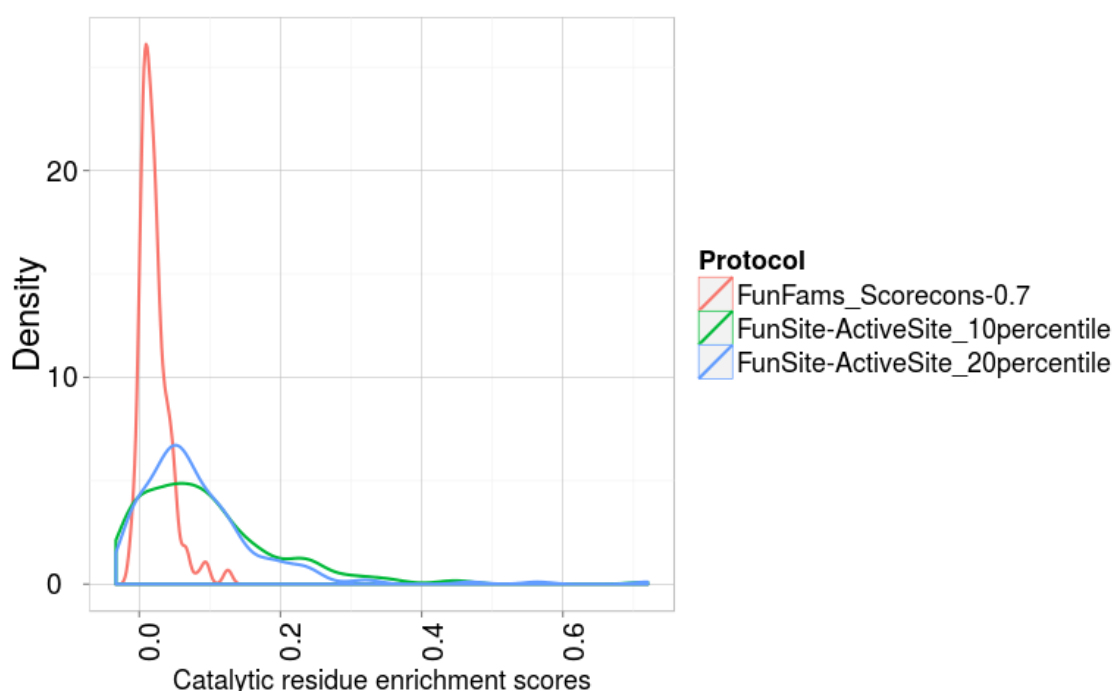 Density
20
10
0
0.0
0.2
0.4
0.6
Catalytic residue enrichment scores
Protocol
FunFams_Scorecons-0.7
FunSite-ActiveSite_10percentile
FunSite-ActiveSite_20percentile